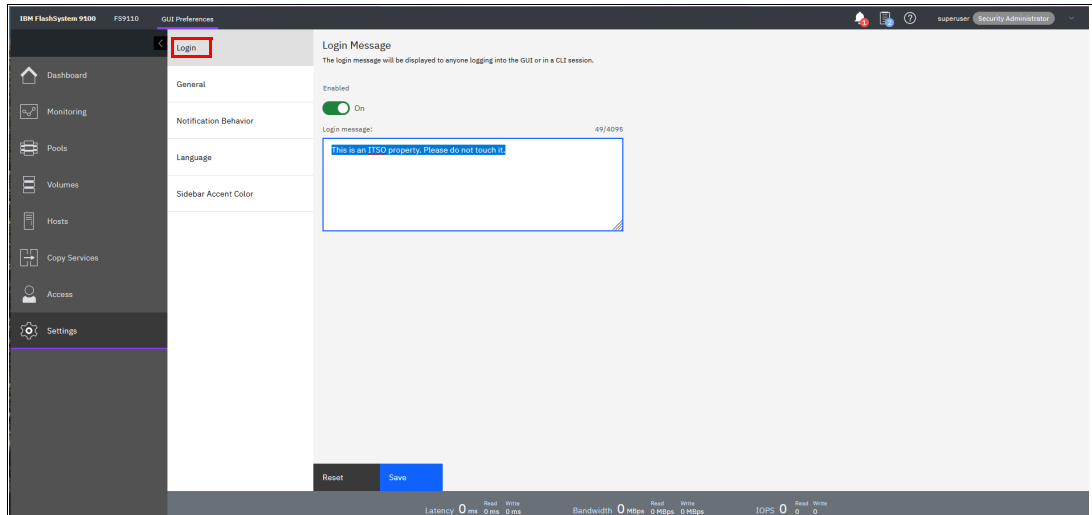 IBM FlashSystem 9100 FS9110 GUI Preferences superuser Security Administrator
Login
General
Notification Behavior
Language
Sidebar Accent Color
Dashboard
Monitoring
Pools
Volumes
Hosts
Copy Services
Access
Settings
Login Message
The login message will be displayed to anyone logging into the GUI or in a CLI session.
Enabled
On
Login message: 49/4095
This is an ITSO property. Please do not touch it.
Reset Save
Read Write Read Write Read Write
Latency 0 ms 0 ms 0 ms Bandwidth 0 MBps 0 MBps 0 MBps IOPS 0 0 0